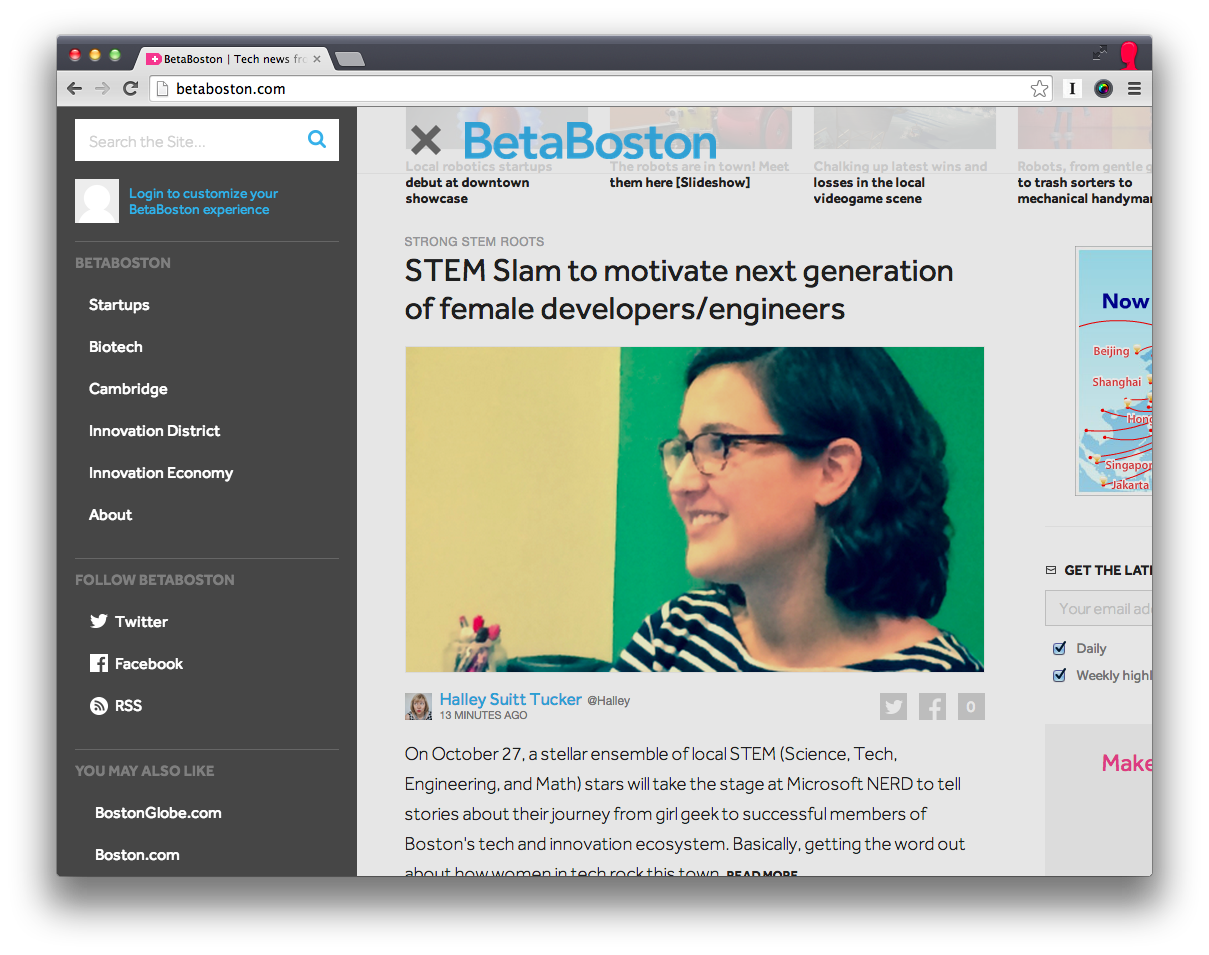 BetaBoston | Tech news fr
betaboston.com
Search the Site...
Login to customize your
BetaBoston experience
BETABOSTON
Startups
Biotech
Cambridge
Innovation District
Innovation Economy
About
FOLLOW BETABOSTON
Twitter
Facebook
RSS
YOU MAY ALSO LIKE
BostonGlobe.com
Boston.com
BetaBoston
Local robotics startups
debut at downtown
showcase
The robots are in town! Meet
them here [Slideshow]
Chalking up latest wins and
losses in the local
videogame scene
Robots, from gentle g
to trash sorters to
mechanical handyma
STRONG STEM ROOTS
STEM Slam to motivate next generation
of female developers/engineers
Halley Suitt Tucker @Halley
13 MINUTES AGO
0
On October 27, a stellar ensemble of local STEM (Science, Tech,
Engineering, and Math) stars will take the stage at Microsoft NERD to tell
stories about their journey from girl geek to successful members of
Boston's tech and innovation ecosystem. Basically, getting the word out
about how women in tech rock this town. READ MORE
Now
Beijing
Shanghai
Hong
Singapor
Jakarta
GET THE LAT
Your email ad
Daily
Weekly highl
Make